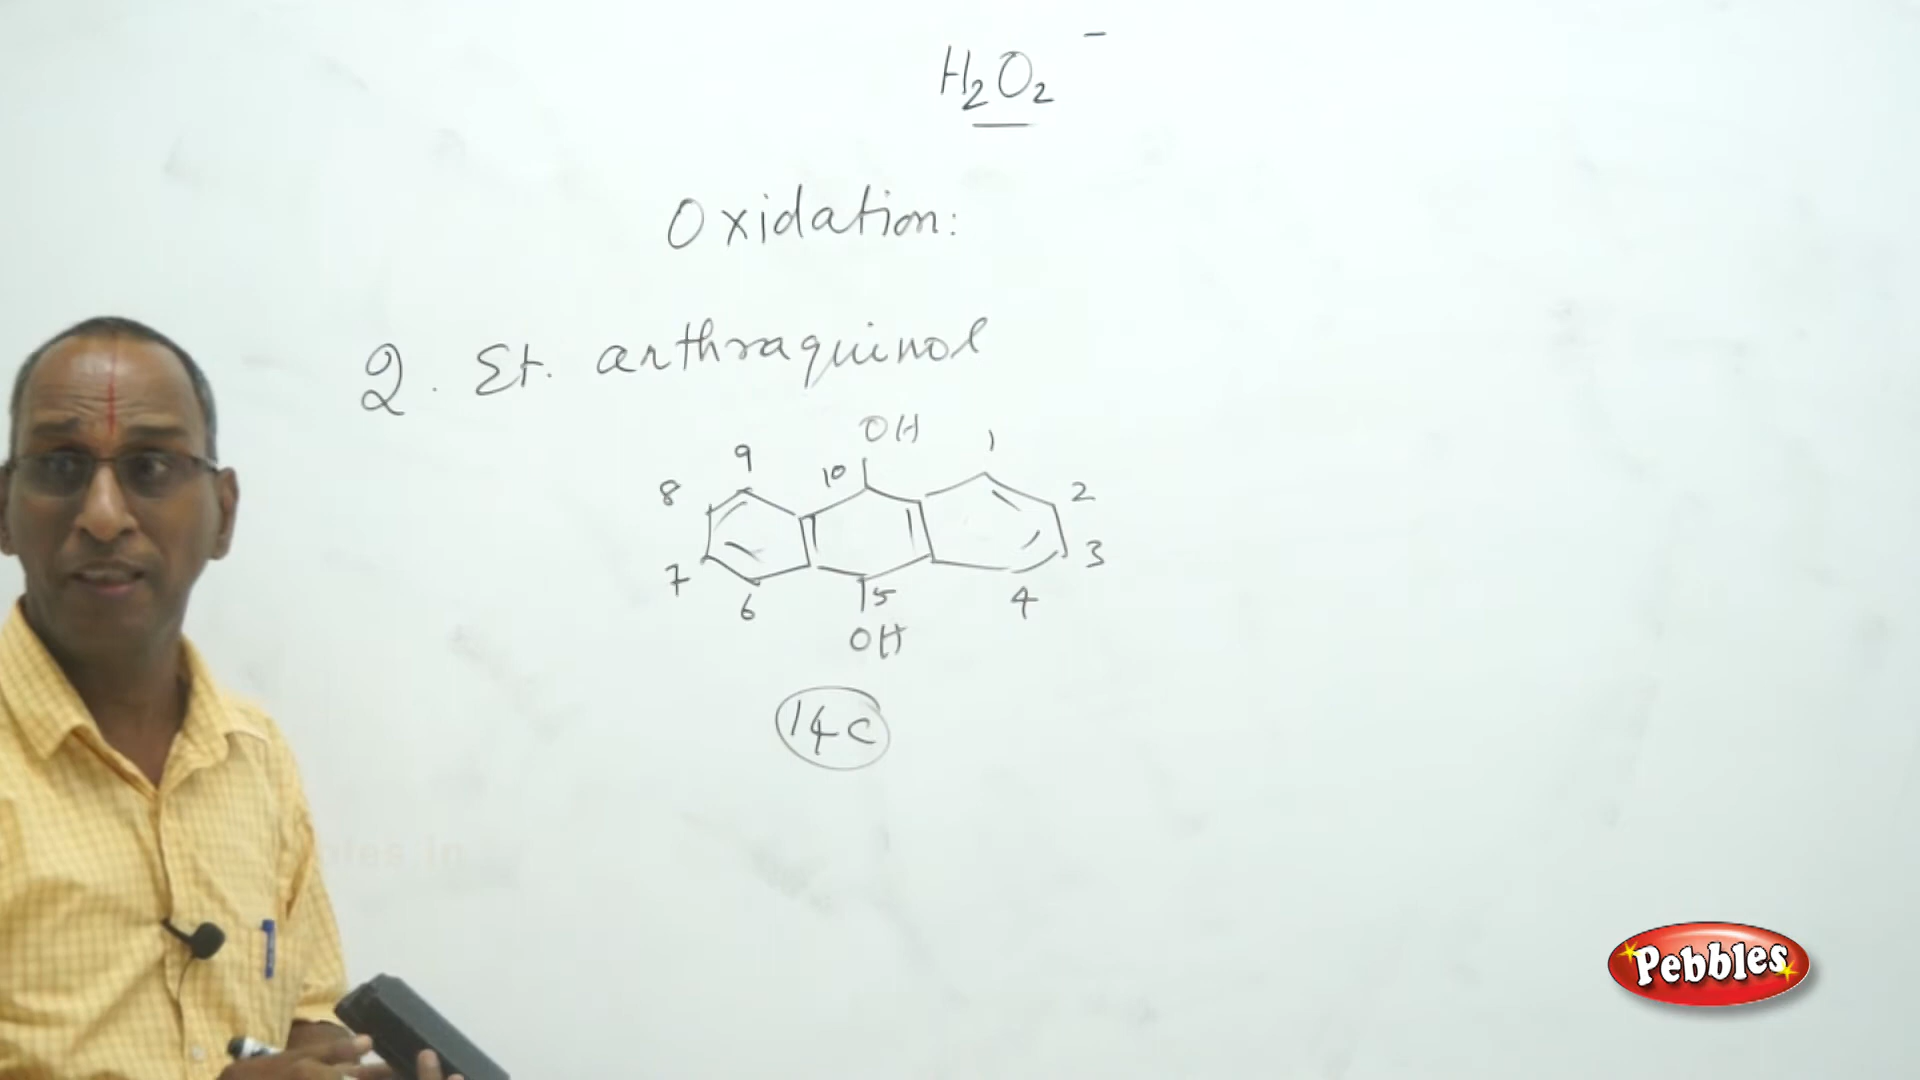 H₂O₂ –
Oxidation:
2. Et. anthraquinol
OH
9 10 1
8 2
7 3
6 5 4
OH
14C
Pebbles